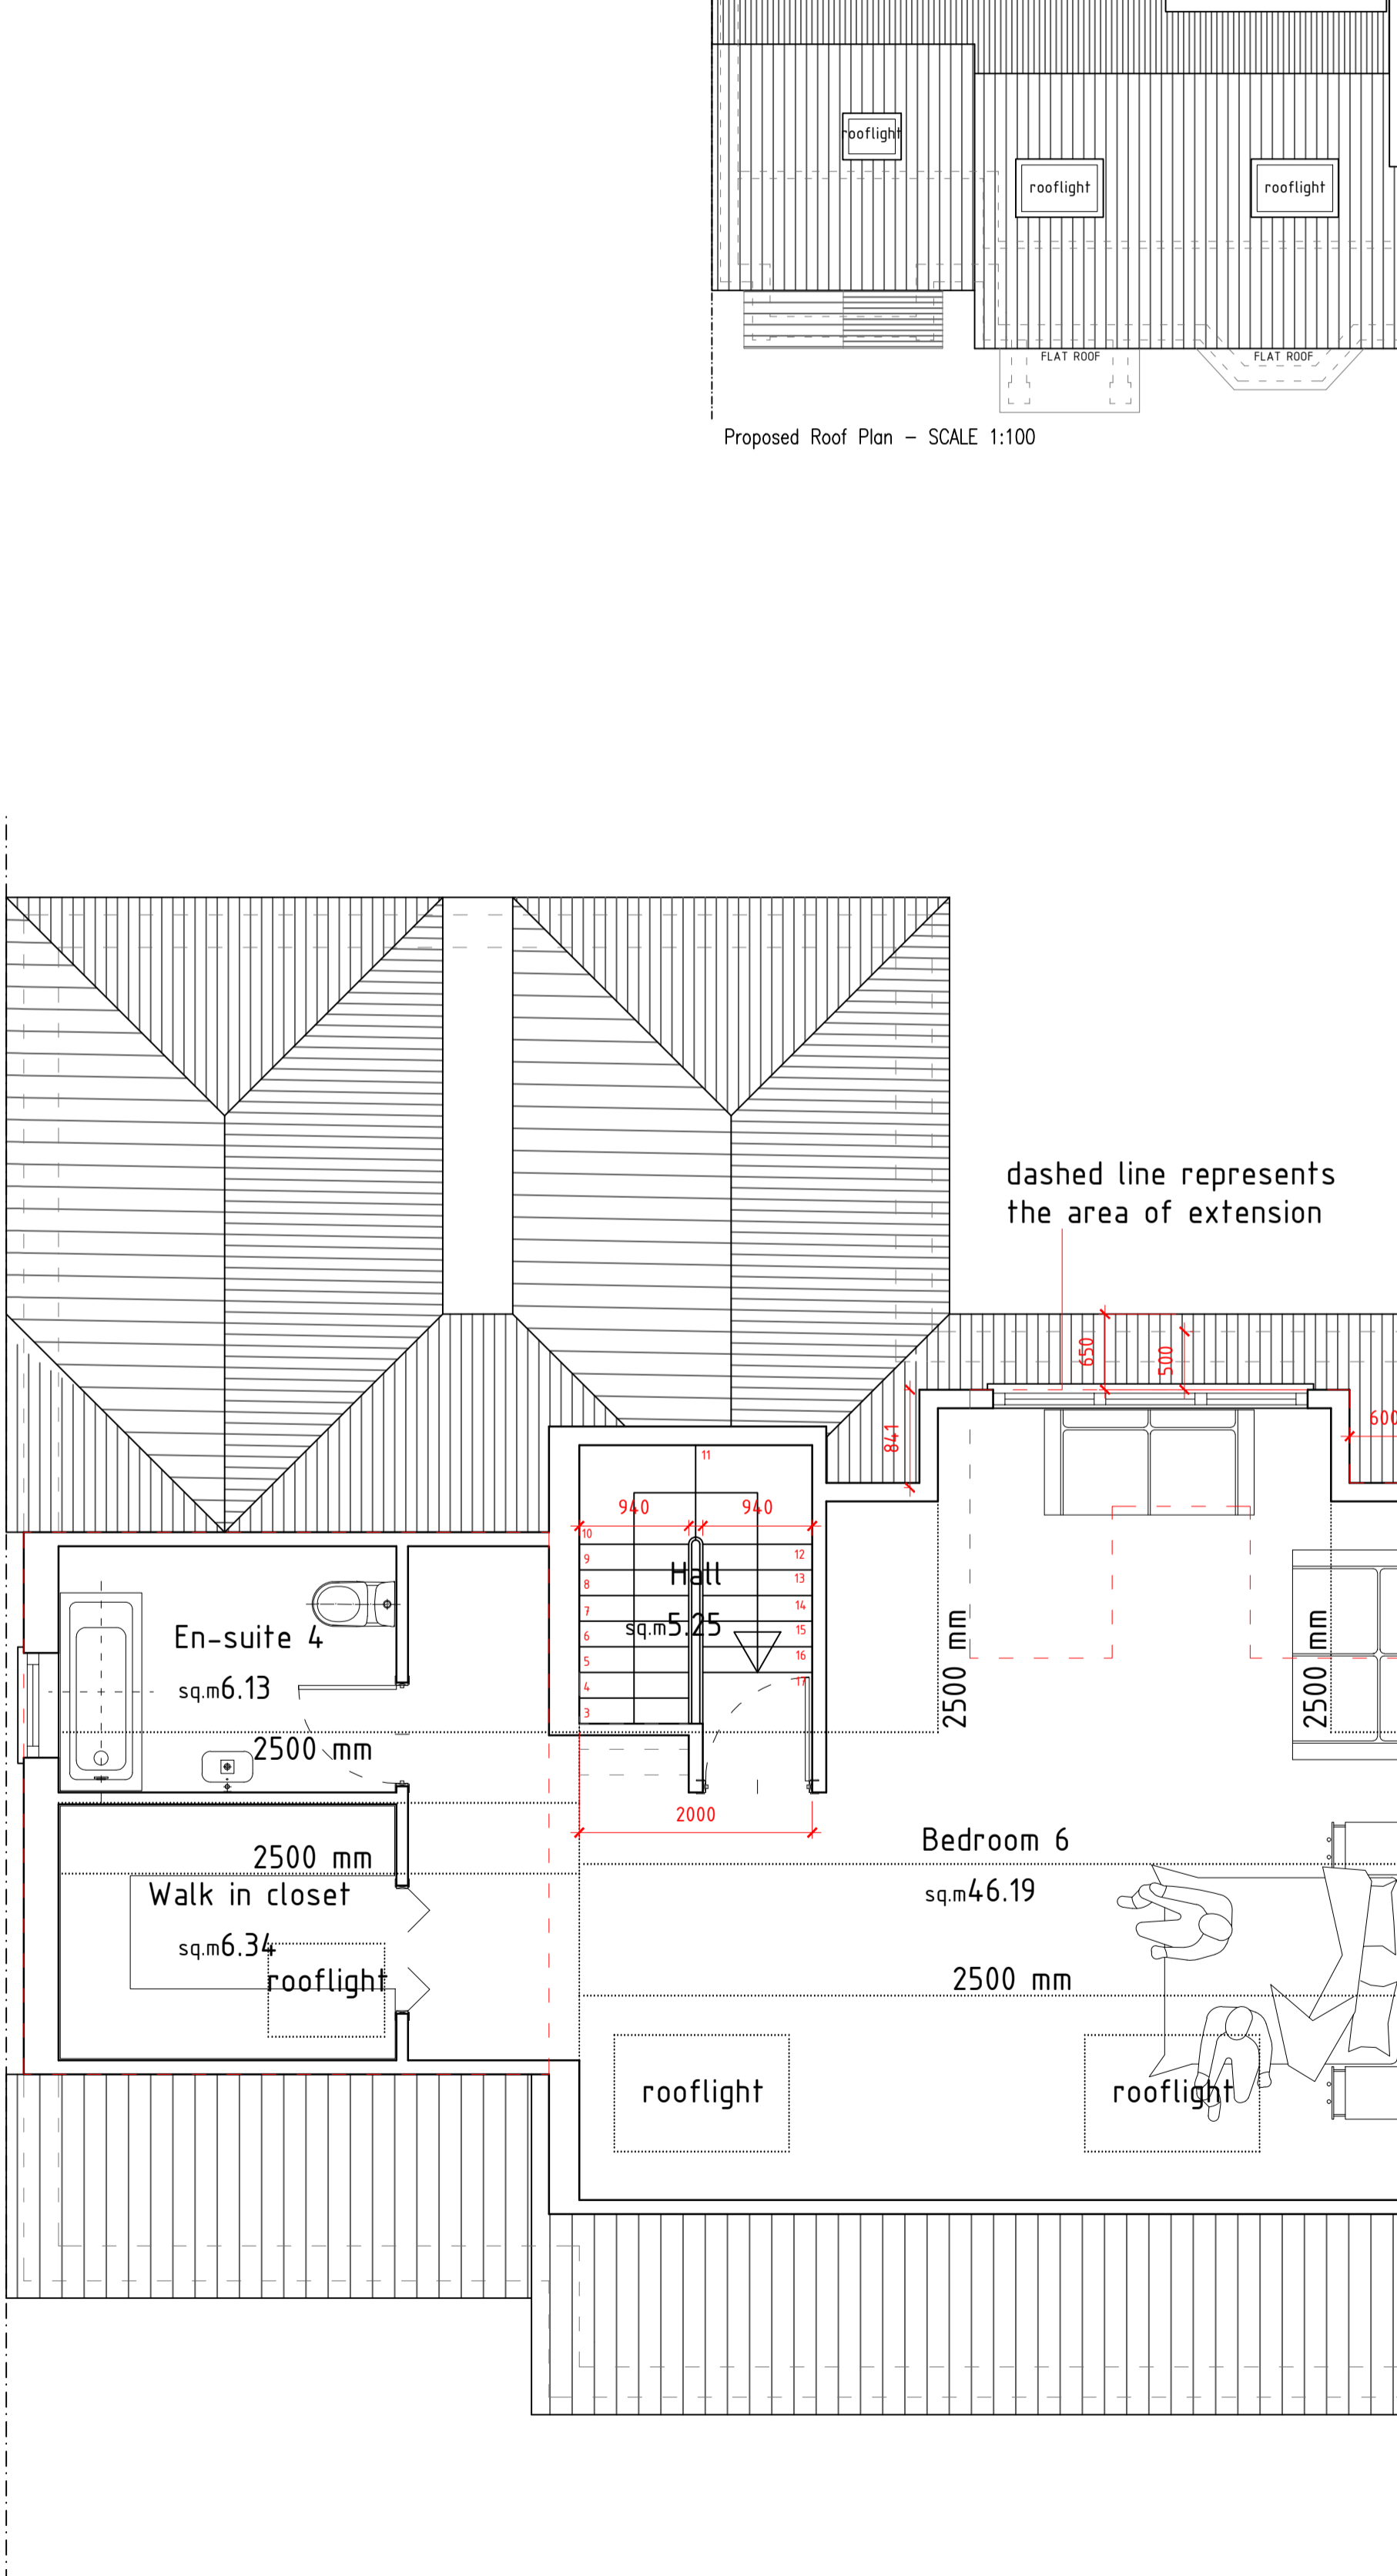 rooflight
rooflight
rooflight
FLAT ROOF
FLAT ROOF
Proposed Roof Plan – SCALE 1:100
dashed line represents
the area of extension
650
500
600
841
11
940
940
10
9
8
7
6
5
4
3
12
13
14
15
16
17
Hall
sq.m5.25
En-suite 4
sq.m6.13
2500 mm
2500 mm
2500 mm
2000
2500 mm
Bedroom 6
sq.m46.19
Walk in closet
sq.m6.34
rooflight
2500 mm
rooflight
rooflight